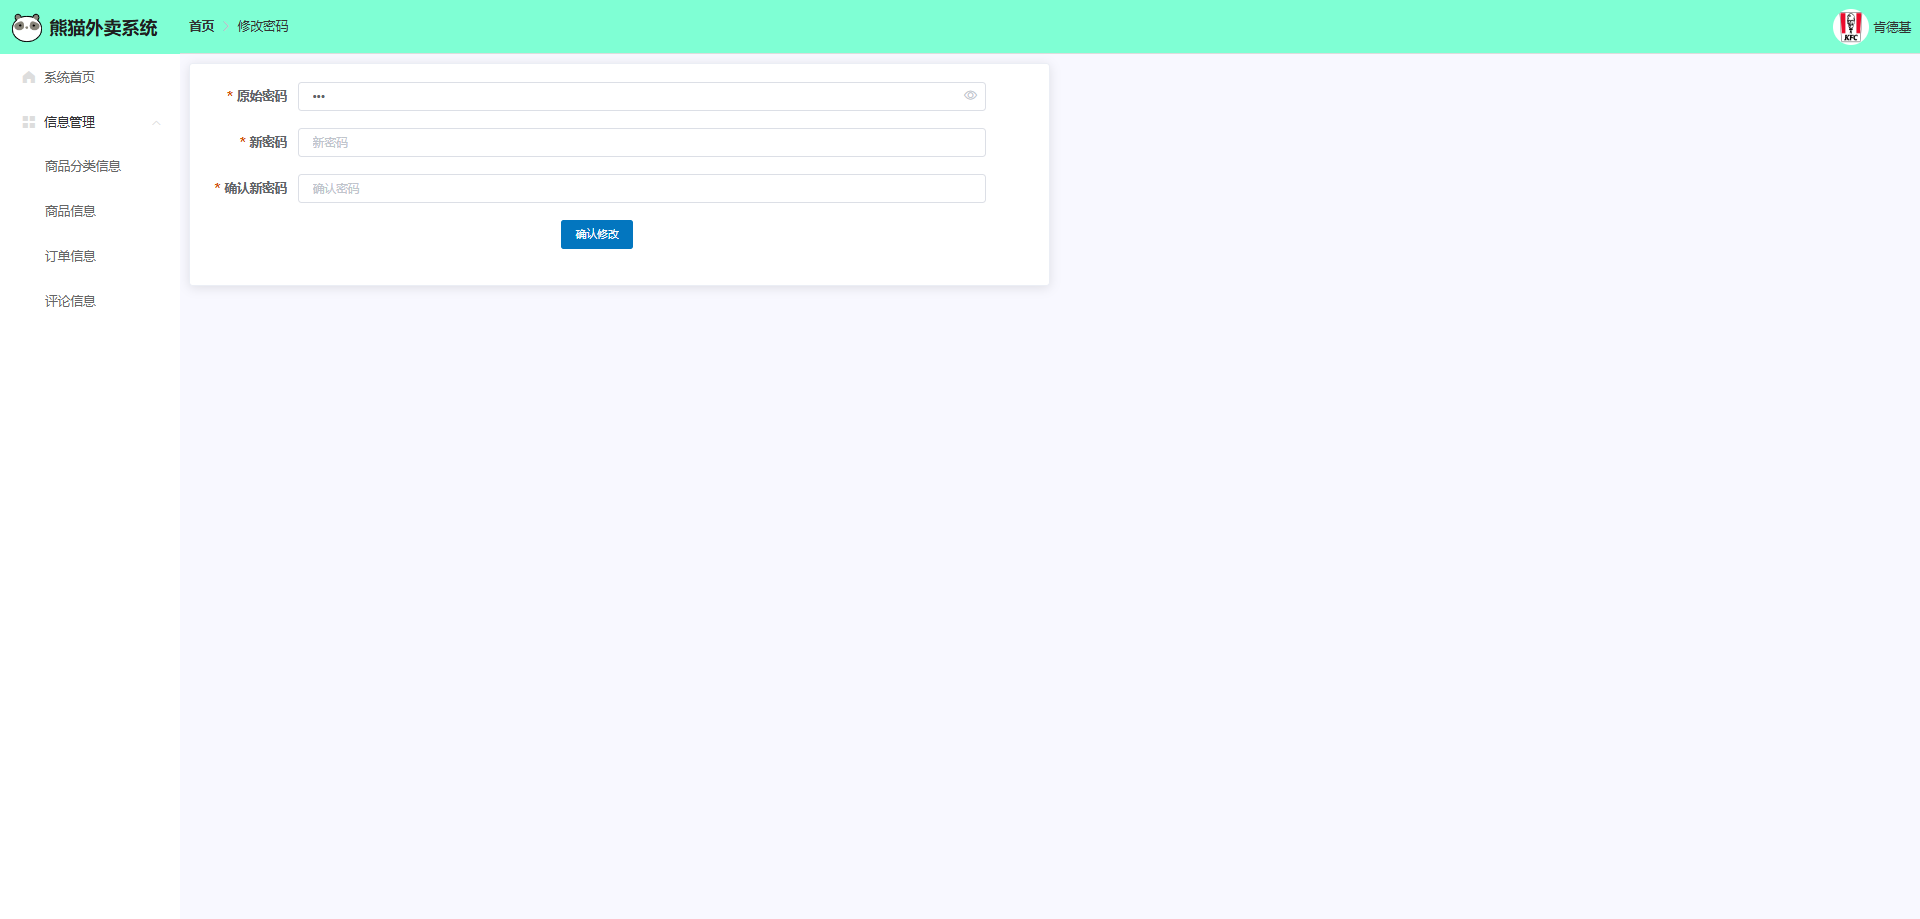 熊猫外卖系统
首页 修改密码
KFC
肯德基
系统首页
信息管理
商品分类信息
商品信息
订单信息
评论信息
* 原始密码 •••
* 新密码 新密码
* 确认新密码 确认密码
确认修改